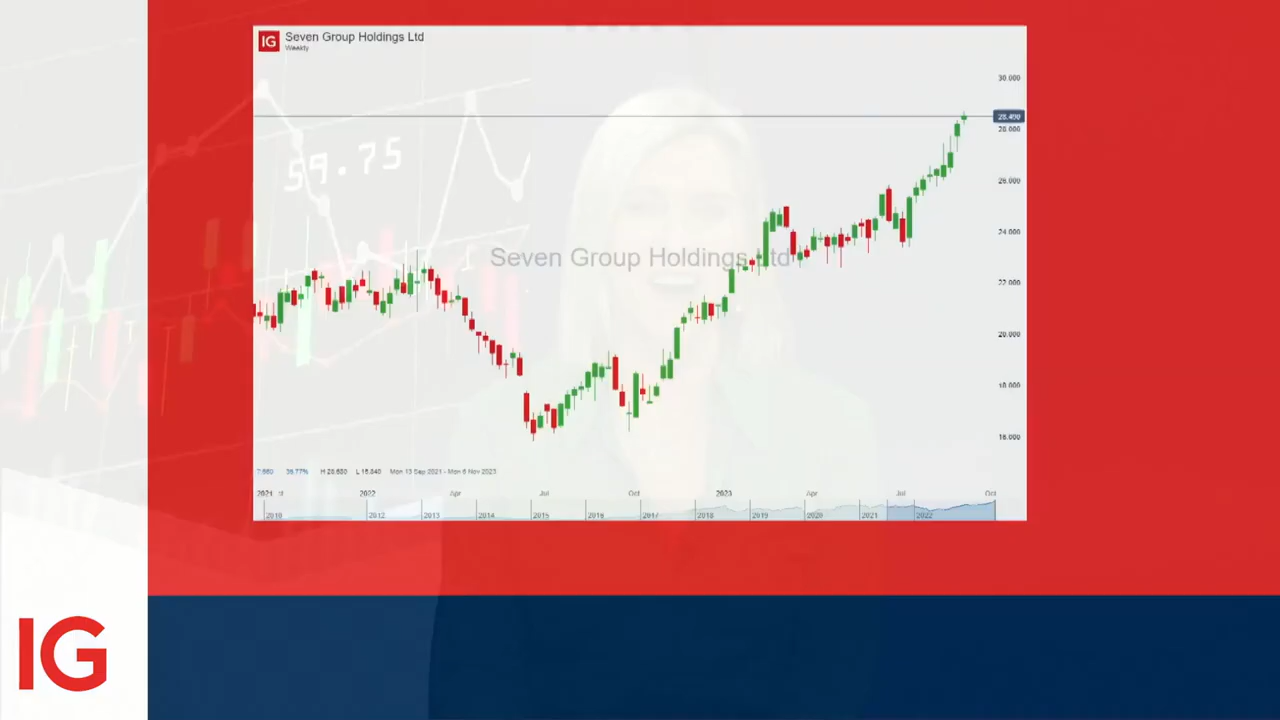 IG
Seven Group Holdings Ltd
Weekly
30.000
28.490
28.000
59.75
26.000
24.000
Seven Group Holdings Ltd
22.000
20.000
18.000
16.000
7.660 36.77% H 28.680 L 15.840 Mon 13 Sep 2021 - Mon 6 Nov 2023
2021 2022 Apr Jul Oct 2023 Apr Jul Oct
2010 2012 2013 2014 2015 2016 2017 2018 2019 2020 2021 2022
IG